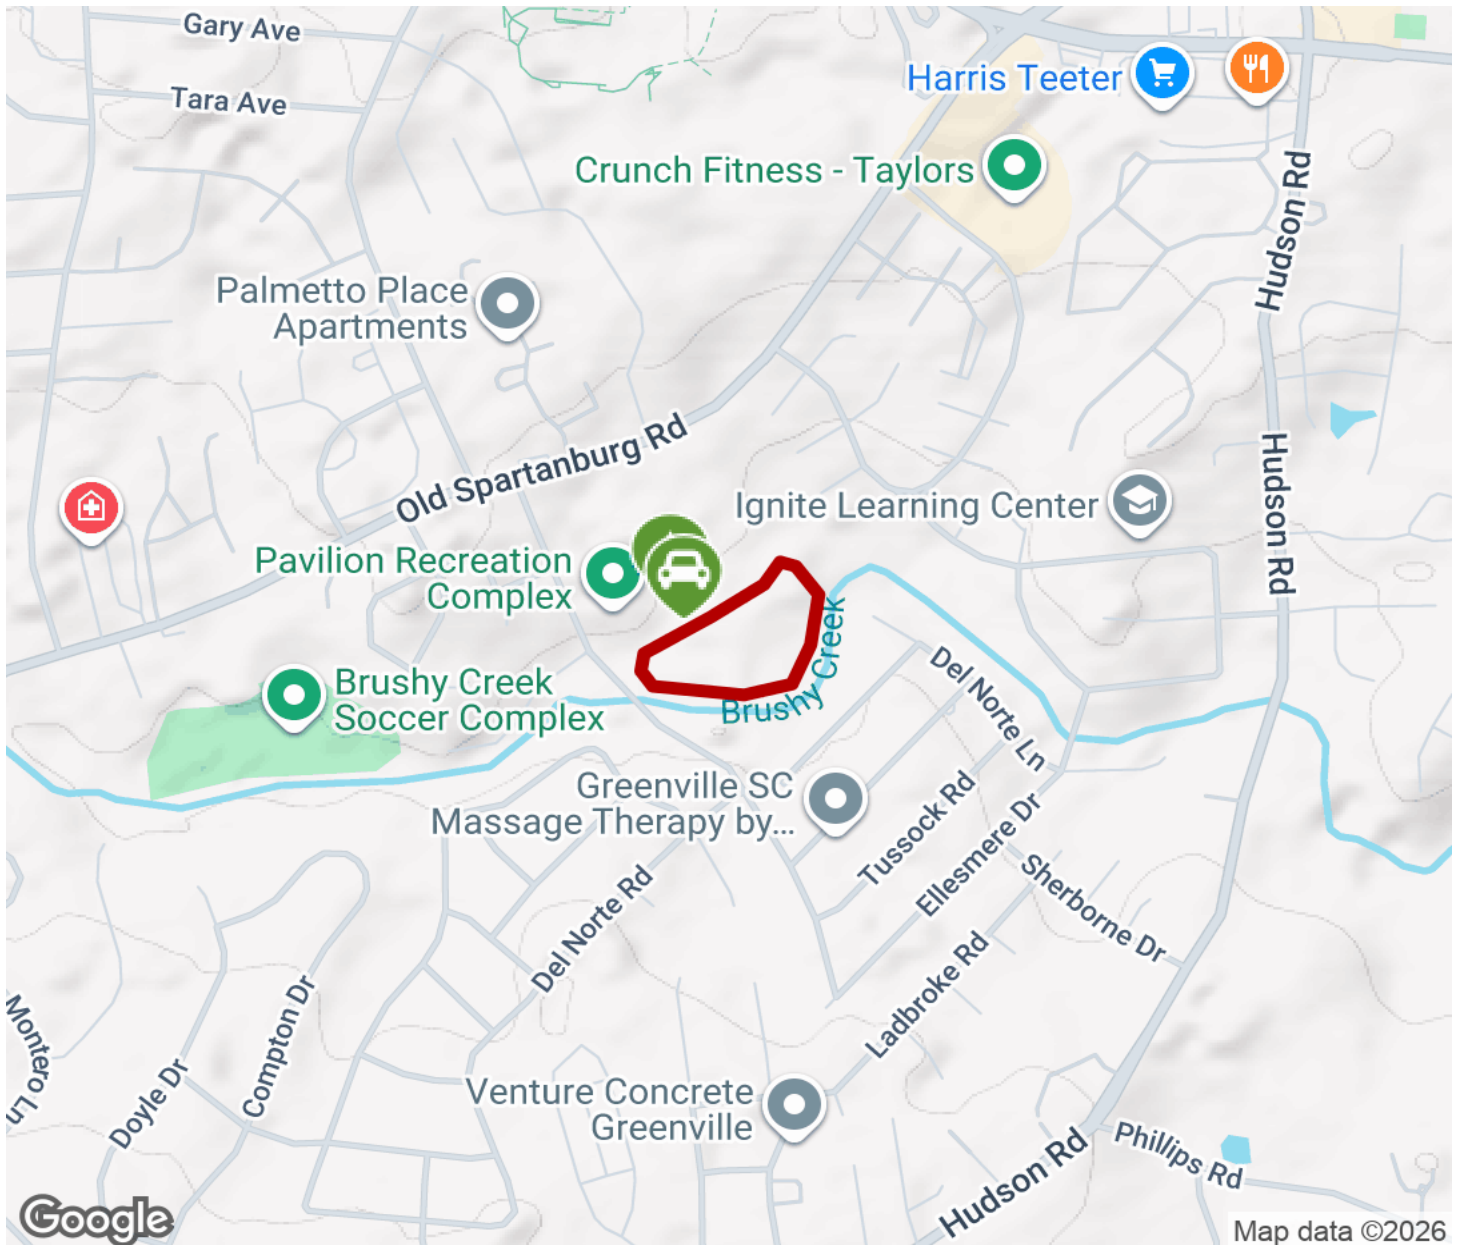 Gary Ave
Tara Ave
Harris Teeter
Crunch Fitness - Taylors
Hudson Rd
Palmetto Place
Apartments
Old Spartanburg Rd
Hudson Rd
Ignite Learning Center
Pavilion Recreation
Complex
Brushy Creek
Brushy Creek
Soccer Complex
Del Norte Ln
Greenville SC
Massage Therapy by...
Tussock Rd
Ellesmere Dr
Sherborne Dr
Del Norte Rd
Ladbroke Rd
Montero Ln
Compton Dr
Doyle Dr
Venture Concrete
Greenville
Hudson Rd
Phillips Rd
Google
Map data ©2026